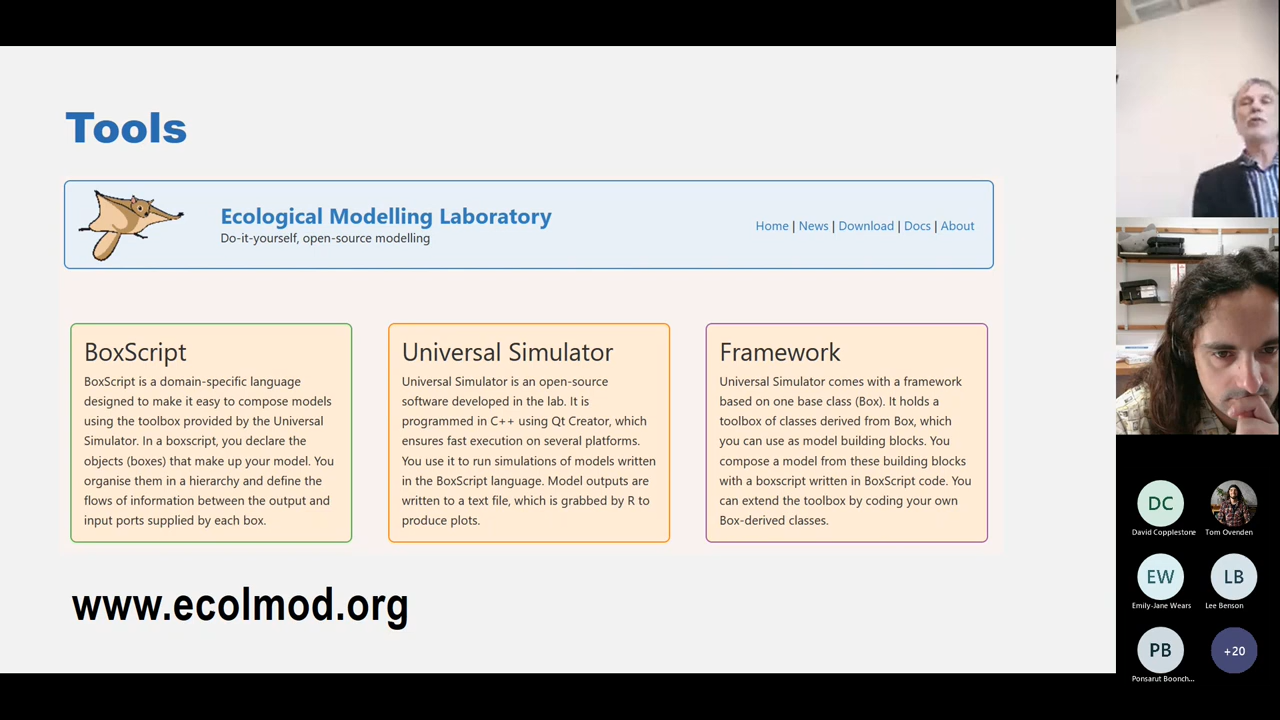 Tools
Ecological Modelling Laboratory
Do-it-yourself, open-source modelling
Home | News | Download | Docs | About
BoxScript
BoxScript is a domain-specific language
designed to make it easy to compose models
using the toolbox provided by the Universal
Simulator. In a boxscript, you declare the
objects (boxes) that make up your model. You
organise them in a hierarchy and define the
flows of information between the output and
input ports supplied by each box.
Universal Simulator
Universal Simulator is an open-source
software developed in the lab. It is
programmed in C++ using Qt Creator, which
ensures fast execution on several platforms.
You use it to run simulations of models written
in the BoxScript language. Model outputs are
written to a text file, which is grabbed by R to
produce plots.
Framework
Universal Simulator comes with a framework
based on one base class (Box). It holds a
toolbox of classes derived from Box, which
you can use as model building blocks. You
compose a model from these building blocks
with a boxscript written in BoxScript code. You
can extend the toolbox by coding your own
Box-derived classes.
www.ecolmod.org
DC
David Copplestone
Tom Ovenden
EW
Emily-Jane Wears
LB
Lee Benson
PB
Ponsarut Boonch...
+20